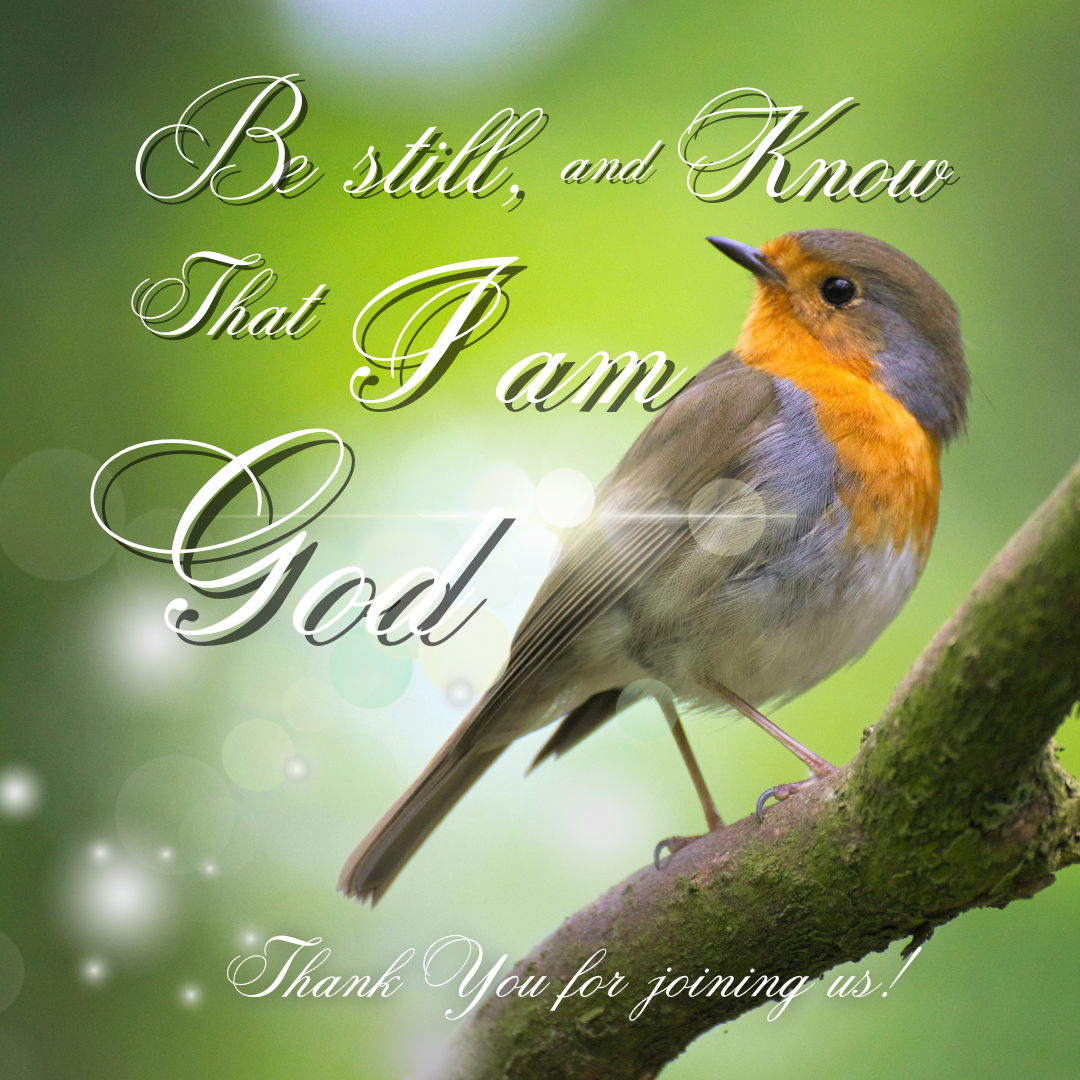 Be still, and Know
That I am
God
Thank You for joining us!